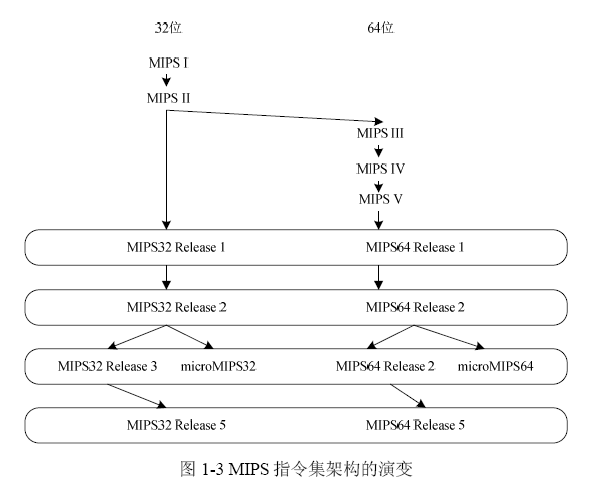 32位 64位
MIPS I
MIPS II
MIPS III
MIPS IV
MIPS V
MIPS32 Release 1 MIPS64 Release 1
MIPS32 Release 2 MIPS64 Release 2
MIPS32 Release 3 microMIPS32 MIPS64 Release 2 microMIPS64
MIPS32 Release 5 MIPS64 Release 5
图 1-3 MIPS 指令集架构的演变